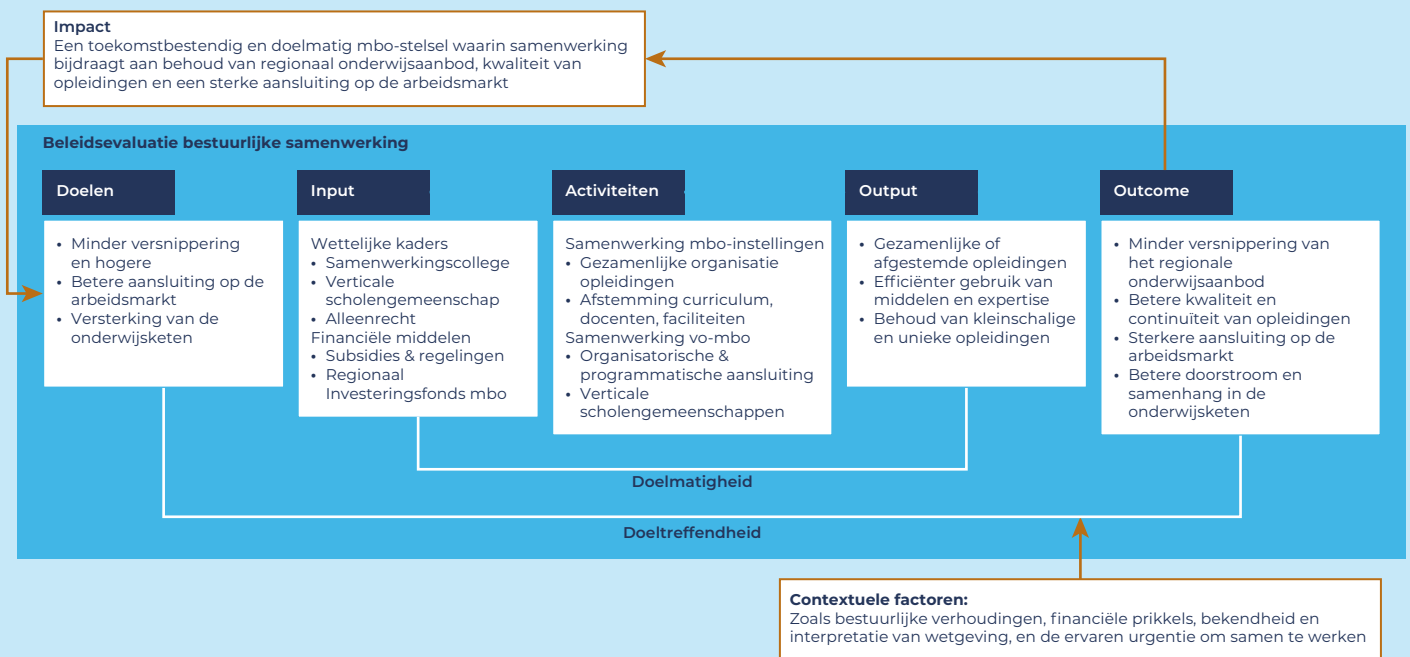 Impact
Een toekomstbestendig en doelmatig mbo-stelsel waarin samenwerking
bijdraagt aan behoud van regionaal onderwijsaanbod, kwaliteit van
opleidingen en een sterke aansluiting op de arbeidsmarkt
Beleidsevaluatie bestuurlijke samenwerking
Doelen
• Minder versnippering
en hogere
• Betere aansluiting op de
arbeidsmarkt
• Versterking van de
onderwijsketen
Input
Wettelijke kaders
• Samenwerkingscollege
• Verticale
scholengemeenschap
• Alleenrecht
Financiële middelen
• Subsidies & regelingen
• Regionaal
Investeringsfonds mbo
Activiteiten
Samenwerking mbo-instellingen
• Gezamenlijke organisatie
opleidingen
• Afstemming curriculum,
docenten, faciliteiten
Samenwerking vo-mbo
• Organisatorische &
programmatische aansluiting
• Verticale
scholengemeenschappen
Output
• Gezamenlijke of
afgestemde opleidingen
• Efficiënter gebruik van
middelen en expertise
• Behoud van kleinschalige
en unieke opleidingen
Outcome
• Minder versnippering van
het regionale
onderwijsaanbod
• Betere kwaliteit en
continuïteit van opleidingen
• Sterkere aansluiting op de
arbeidsmarkt
• Betere doorstroom en
samenhang in de
onderwijsketen
Doelmatigheid
Doeltreffendheid
Contextuele factoren:
Zoals bestuurlijke verhoudingen, financiële prikkels, bekendheid en
interpretatie van wetgeving, en de ervaren urgentie om samen te werken